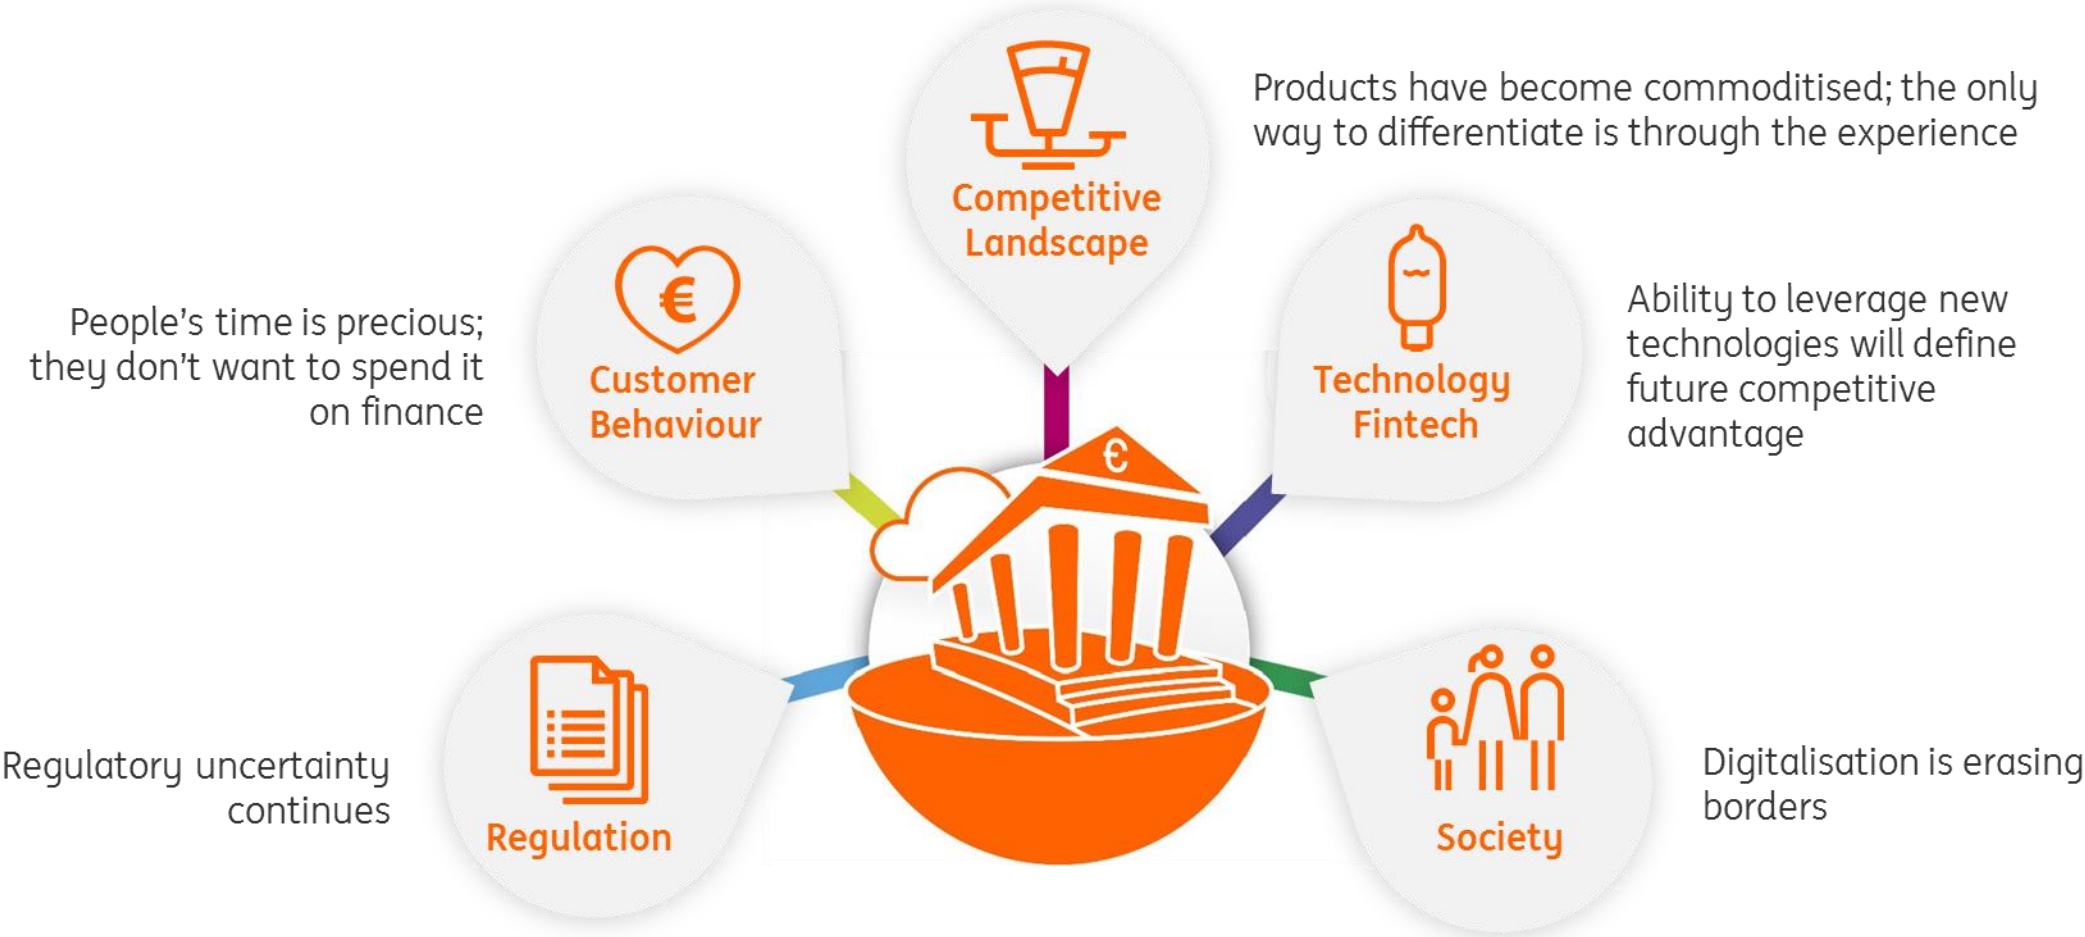 Products have become commoditised; the only
way to differentiate is through the experience
Competitive
Landscape
€
People’s time is precious;
they don’t want to spend it
on finance
Customer
Behaviour
Technology
Fintech
Ability to leverage new
technologies will define
future competitive
advantage
€
Regulatory uncertainty
continues
Regulation
Society
Digitalisation is erasing
borders